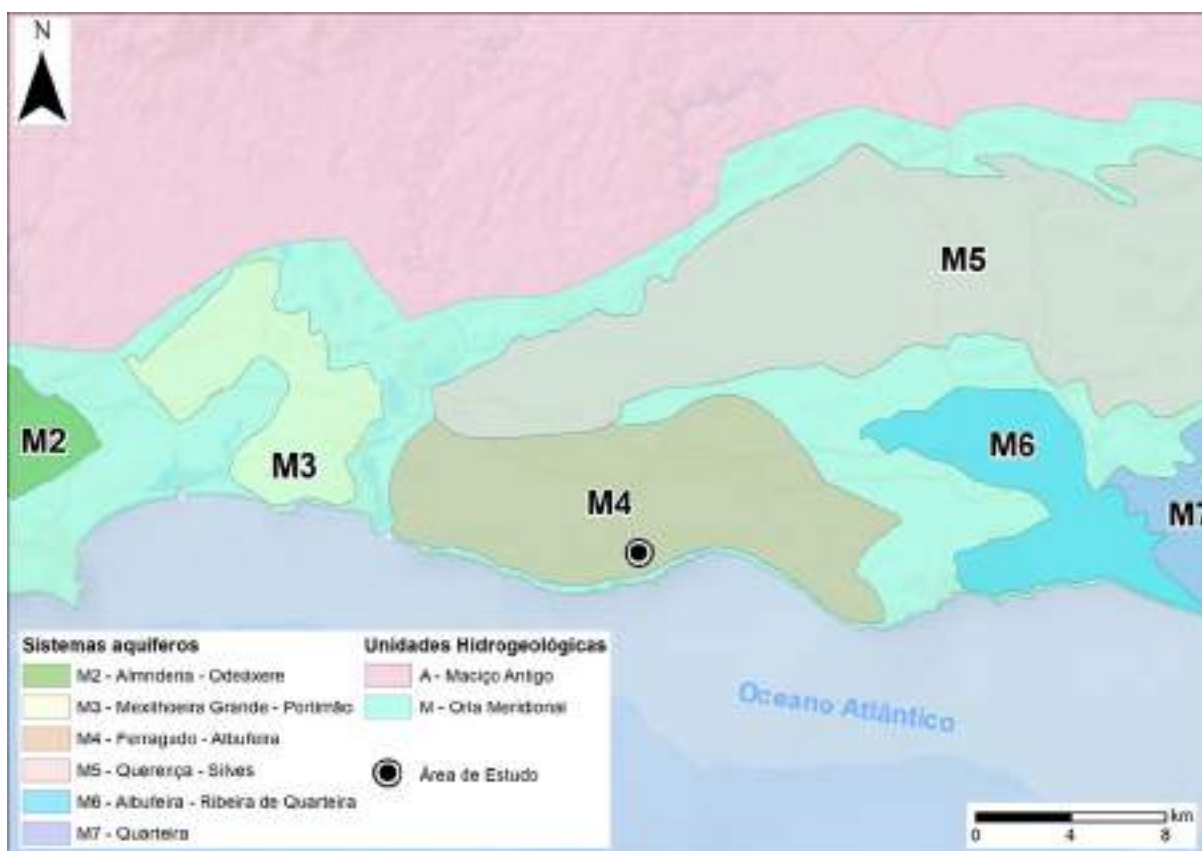 N
M5
M2
M3
M6
M4
M7
Oceano Atlântico
Sistemas aquíferos
M2 - Almnderia - Odeáxere
M3 - Mexilhoeira Grande - Portimão
M4 - Ferragudo - Albufeira
M5 - Querença - Silves
M6 - Albufeira - Ribeira de Quarteira
M7 - Quarteira
Unidades Hidrogeológicas
A - Maciço Antigo
M - Orla Meridional
Área de Estudo
km
0 4 8